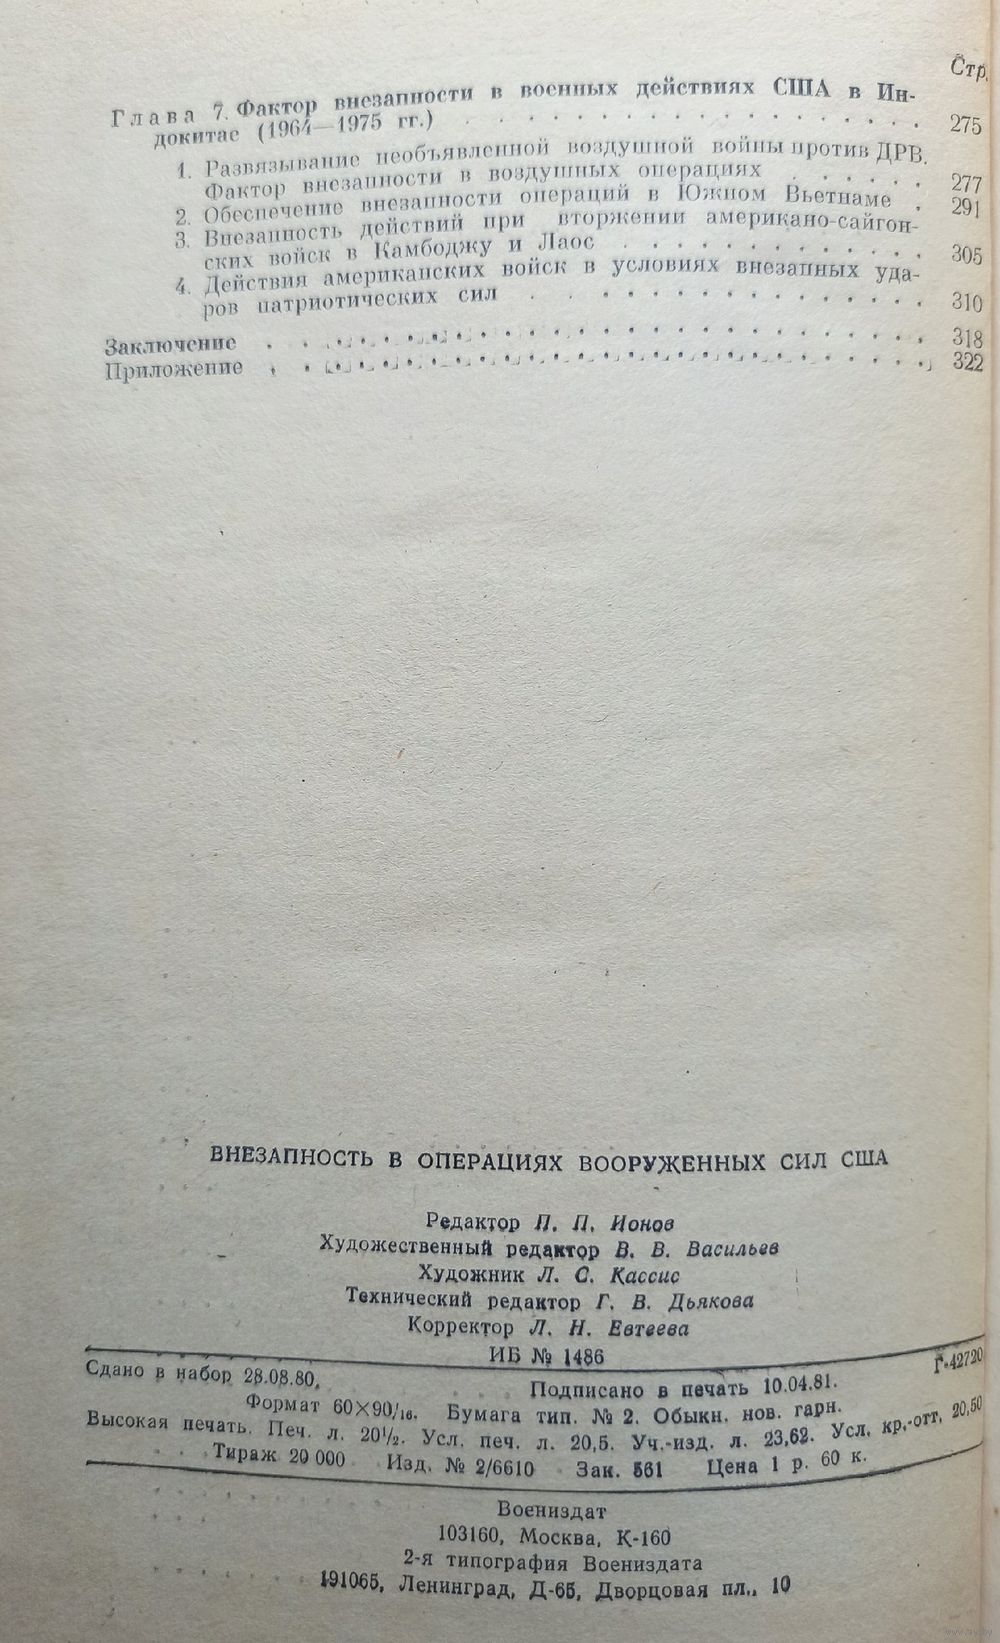 Стр.
Глава 7. Фактор внезапности в военных действиях США в Ин-
докитае (1964—1975 гг.) . . . . . . . . . . . . . . . . 275
1. Развязывание необъявленной воздушной войны против ДРВ.
Фактор внезапности в воздушных операциях . . . . . . 277
2. Обеспечение внезапности операций в Южном Вьетнаме . 291
3. Внезапность действий при вторжении американо-сайгон-
ских войск в Камбоджу и Лаос . . . . . . . . . . . 305
4. Действия американских войск в условиях внезапных уда-
ров патриотических сил . . . . . . . . . . . . . . . 310
Заключение . . . . . . . . . . . . . . . . . . . . . 318
Приложение . . . . . . . . . . . . . . . . . . . . . 322
ВНЕЗАПНОСТЬ В ОПЕРАЦИЯХ ВООРУЖЕННЫХ СИЛ США
Редактор П. П. Ионов
Художественный редактор В. В. Васильев
Художник Л. С. Кассис
Технический редактор Г. В. Дьякова
Корректор Л. Н. Евтеева
ИБ № 1486
Сдано в набор 28.08.80. Подписано в печать 10.04.81. Г-42720
Формат 60×90/16. Бумага тип. № 2. Обыкн. нов. гарн.
Высокая печать. Печ. л. 20½. Усл. печ. л. 20,5. Уч.-изд. л. 23,62. Усл. кр.-отт. 20,50
Тираж 20 000 Изд. № 2/6610 Зак. 561 Цена 1 р. 60 к.
Воениздат
103160, Москва, К-160
2-я типография Воениздата
191065, Ленинград, Д-65, Дворцовая пл., 10